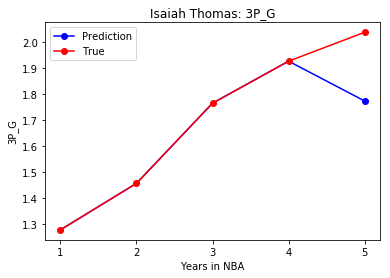 Isaiah Thomas: 3P_G
Prediction
True
3P_G
2.0
1.9
1.8
1.7
1.6
1.5
1.4
1.3
1 2 3 4 5
Years in NBA